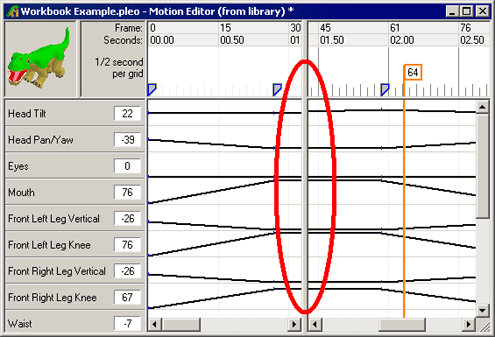 Workbook Example.pleo - Motion Editor (from library) *
Frame: 0 15 30 45 61 76
Seconds: 00.00 00.50 01 01.50 02.00 02.50
1/2 second
per grid
64
Head Tilt 22
Head Pan/Yaw -39
Eyes 0
Mouth 76
Front Left Leg Vertical -26
Front Left Leg Knee 76
Front Right Leg Vertical -26
Front Right Leg Knee 67
Waist -7